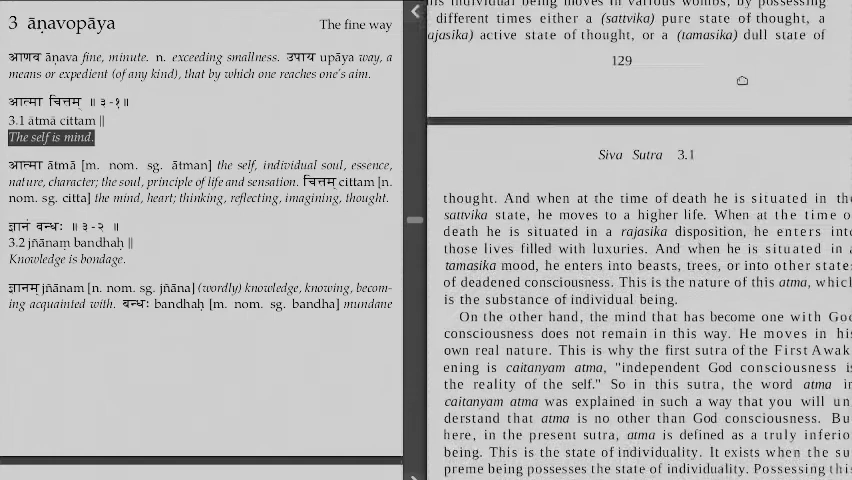 3 āṇavopāya The fine way
आणव āṇava fine, minute. n. exceeding smallness. उपाय upāya way, a
means or expedient (of any kind), that by which one reaches one's aim.
आत्मा चित्तम् ॥ ३ -१॥
3.1 ātmā cittam ||
The self is mind.
आत्मा ātmā [m. nom. sg. ātman] the self, individual soul, essence,
nature, character; the soul, principle of life and sensation. चित्तम् cittam [n.
nom. sg. citta] the mind, heart; thinking, reflecting, imagining, thought.
ज्ञानं बन्धः ॥ ३ -२ ॥
3.2 jñānaṃ bandhaḥ ||
Knowledge is bondage.
ज्ञानम् jñānam [n. nom. sg. jñāna] (wordly) knowledge, knowing, becom-
ing acquainted with. बन्धः bandhaḥ [m. nom. sg. bandha] mundane
his individual being moves in various wombs, by possessing
different times either a (sattvika) pure state of thought, a
ajasika) active state of thought, or a (tamasika) dull state of
129
Siva Sutra 3.1
thought. And when at the time of death he is situated in the
sattvika state, he moves to a higher life. When at the time o
death he is situated in a rajasika disposition, he enters into
those lives filled with luxuries. And when he is situated in a
tamasika mood, he enters into beasts, trees, or into other state
of deadened consciousness. This is the nature of this atma, which
is the substance of individual being.
On the other hand, the mind that has become one with God
consciousness does not remain in this way. He moves in his
own real nature. This is why the first sutra of the First Awak
ening is caitanyam atma, "independent God consciousness is
the reality of the self." So in this sutra, the word atma in
caitanyam atma was explained in such a way that you will un
derstand that atma is no other than God consciousness. Bu
here, in the present sutra, atma is defined as a truly inferio
being. This is the state of individuality. It exists when the su
preme being possesses the state of individuality. Possessing this